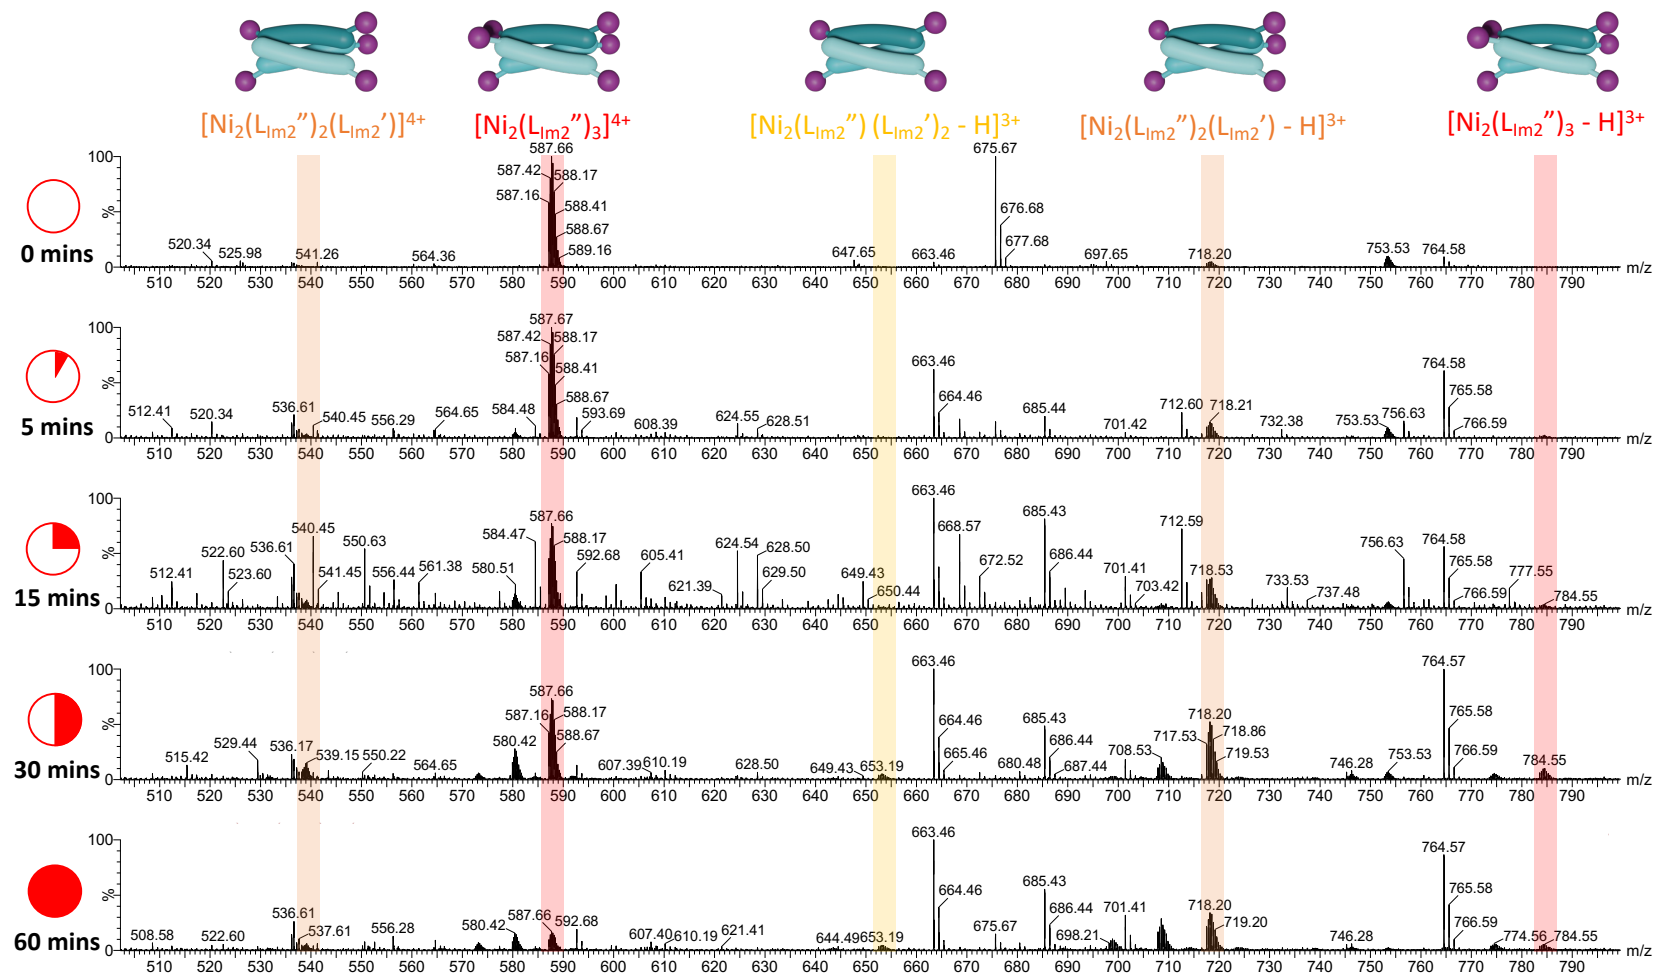 [Ni2(LIm2″)2(LIm2′)]4+ [Ni2(LIm2″)3]4+ [Ni2(LIm2″) (LIm2′)2 - H]3+ [Ni2(LIm2″)2(LIm2′) - H]3+ [Ni2(LIm2″)3 - H]3+
0 mins
100
%
0
520.34 525.98 541.26 564.36 587.66 587.42 588.17 587.16 588.41 588.67 589.16 647.65 663.46 675.67 676.68 677.68 697.65 718.20 753.53 764.58
510 520 530 540 550 560 570 580 590 600 610 620 630 640 650 660 670 680 690 700 710 720 730 740 750 760 770 780 790 m/z
5 mins
100
%
0
512.41 520.34 536.61 540.45 556.29 564.65 584.48 587.67 587.42 588.17 587.16 588.41 588.67 593.69 608.39 624.55 628.51 663.46 664.46 685.44 701.42 712.60 718.21 732.38 753.53 756.63 764.58 765.58 766.59
510 520 530 540 550 560 570 580 590 600 610 620 630 640 650 660 670 680 690 700 710 720 730 740 750 760 770 780 790 m/z
15 mins
100
%
0
512.41 522.60 523.60 536.61 540.45 541.45 550.63 556.44 561.38 580.51 584.47 587.66 588.17 592.68 605.41 621.39 624.54 628.50 629.50 649.43 650.44 663.46 668.57 672.52 685.43 686.44 701.41 703.42 712.59 718.53 733.53 737.48 756.63 764.58 765.58 766.59 777.55 784.55
510 520 530 540 550 560 570 580 590 600 610 620 630 640 650 660 670 680 690 700 710 720 730 740 750 760 770 780 790 m/z
30 mins
100
%
0
515.42 529.44 536.17 539.15 550.22 564.65 580.42 587.66 587.16 588.17 588.67 607.39 610.19 628.50 649.43 653.19 663.46 664.46 665.46 680.48 685.43 686.44 687.44 708.53 717.53 718.20 718.86 719.53 746.28 753.53 764.57 765.58 766.59 784.55
510 520 530 540 550 560 570 580 590 600 610 620 630 640 650 660 670 680 690 700 710 720 730 740 750 760 770 780 790 m/z
60 mins
100
%
0
508.58 522.60 536.61 537.61 556.28 580.42 587.66 592.68 607.40 610.19 621.41 644.49 653.19 663.46 664.46 675.67 685.43 686.44 698.21 701.41 718.20 719.20 746.28 764.57 765.58 766.59 774.56 784.55
510 520 530 540 550 560 570 580 590 600 610 620 630 640 650 660 670 680 690 700 710 720 730 740 750 760 770 780 790 m/z